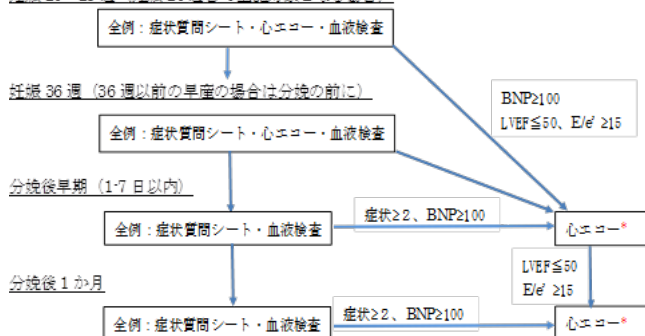 全例：症状質問シート・心エコー・血液検査
妊娠 36 週（36 週以前の早産の場合は分娩の前に）
BNP≥100
LVEF≦50、E/e' ≥15
全例：症状質問シート・心エコー・血液検査
分娩後早期（1-7 日以内）
症状≥2、BNP≥100
全例：症状質問シート・血液検査
心エコー*
LVEF≦50
E/e' ≥15
分娩後 1 か月
症状≥2、BNP≥100
全例：症状質問シート・血液検査
心エコー*